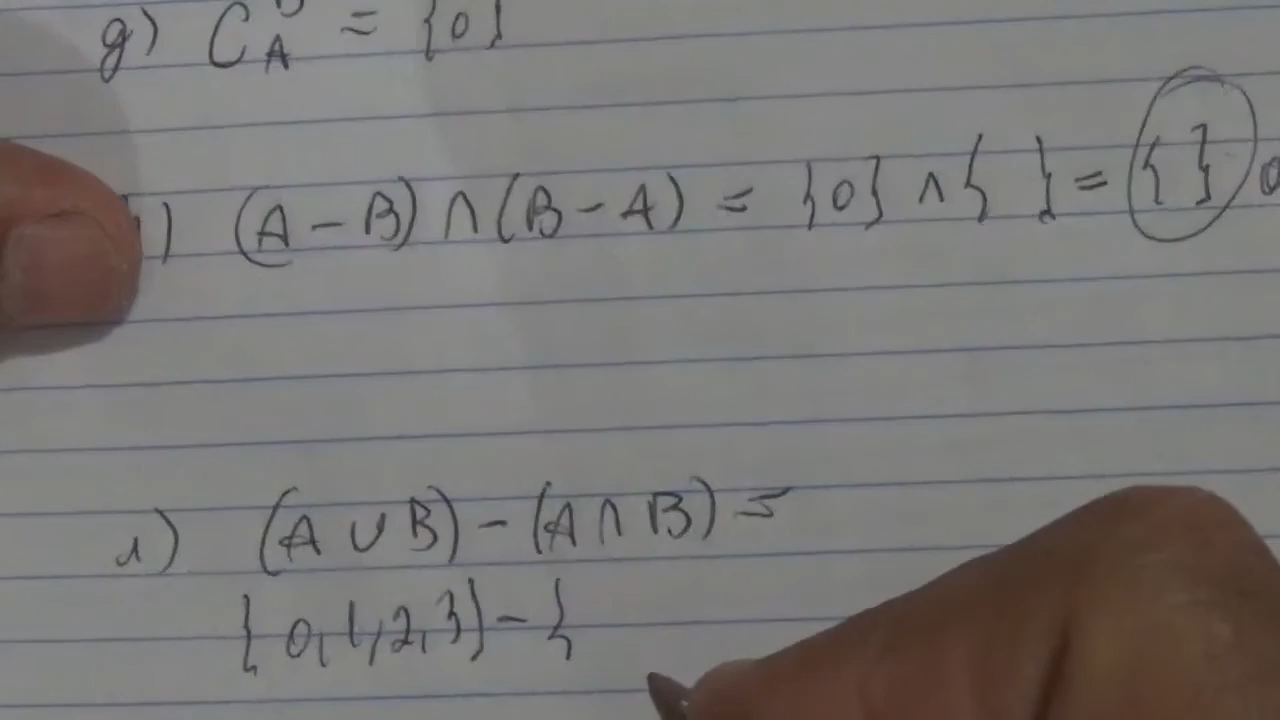 g) C_A^B = {0}
) (A - B) ∩ (B - A) = {0} ∩ { } = { }
i) (A ∪ B) - (A ∩ B) =
{0, 1, 2, 3} - {